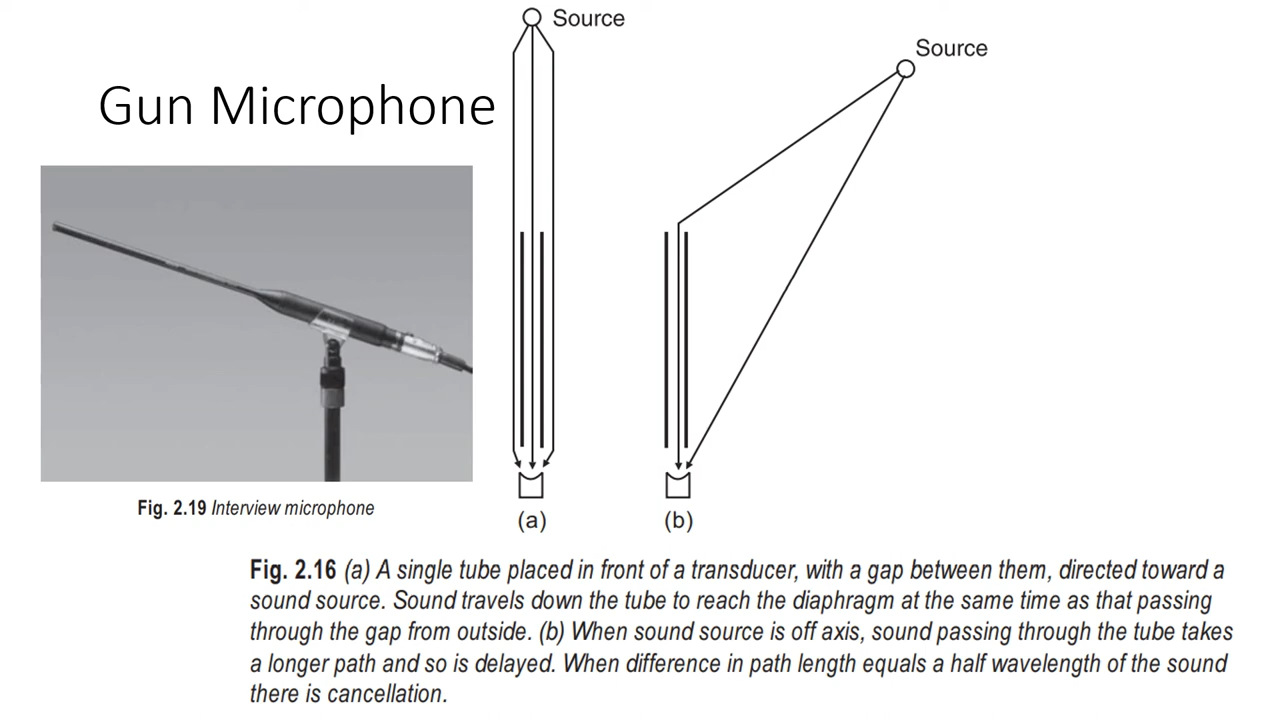 Source
Source
Gun Microphone
Fig. 2.19 Interview microphone
(a)
(b)
Fig. 2.16 (a) A single tube placed in front of a transducer, with a gap between them, directed toward a
sound source. Sound travels down the tube to reach the diaphragm at the same time as that passing
through the gap from outside. (b) When sound source is off axis, sound passing through the tube takes
a longer path and so is delayed. When difference in path length equals a half wavelength of the sound
there is cancellation.